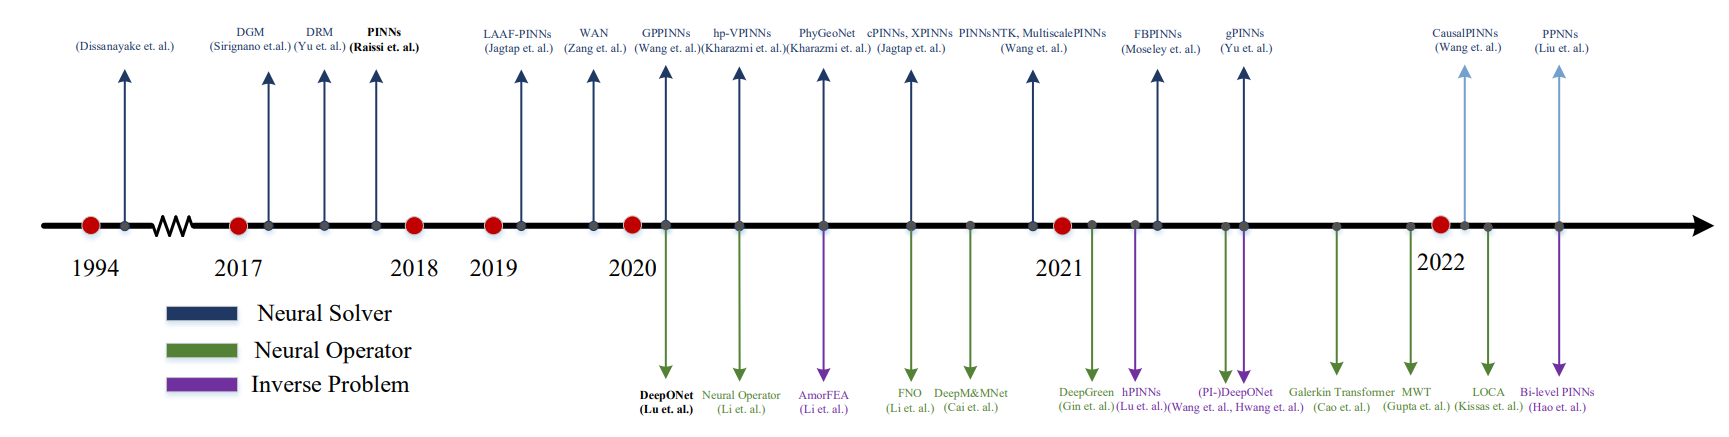 (Dissanayake et. al.)
DGM
(Sirignano et.al.)
DRM
(Yu et. al.)
PINNs
(Raissi et. al.)
LAAF-PINNs
(Jagtap et. al.)
WAN
(Zang et. al.)
GPPINNs
(Wang et. al.)
hp-VPINNs
(Kharazmi et. al.)
PhyGeoNet
(Kharazmi et. al.)
cPINNs, XPINNs
(Jagtap et. al.)
PINNsNTK, MultiscalePINNs
(Wang et. al.)
FBPINNs
(Moseley et. al.)
gPINNs
(Yu et. al.)
CausalPINNs
(Wang et. al.)
PPNNs
(Liu et. al.)
1994
2017
2018
2019
2020
2021
2022
Neural Solver
Neural Operator
Inverse Problem
DeepONet
(Lu et. al.)
Neural Operator
(Li et. al.)
AmorFEA
(Li et. al.)
FNO
(Li et. al.)
DeepM&MNet
(Cai et. al.)
DeepGreen
(Gin et. al.)
hPINNs
(Lu et. al.)
(PI-)DeepONet
(Wang et. al., Hwang et. al.)
Galerkin Transformer
(Cao et. al.)
MWT
(Gupta et. al.)
LOCA
(Kissas et. al.)
Bi-level PINNs
(Hao et. al.)